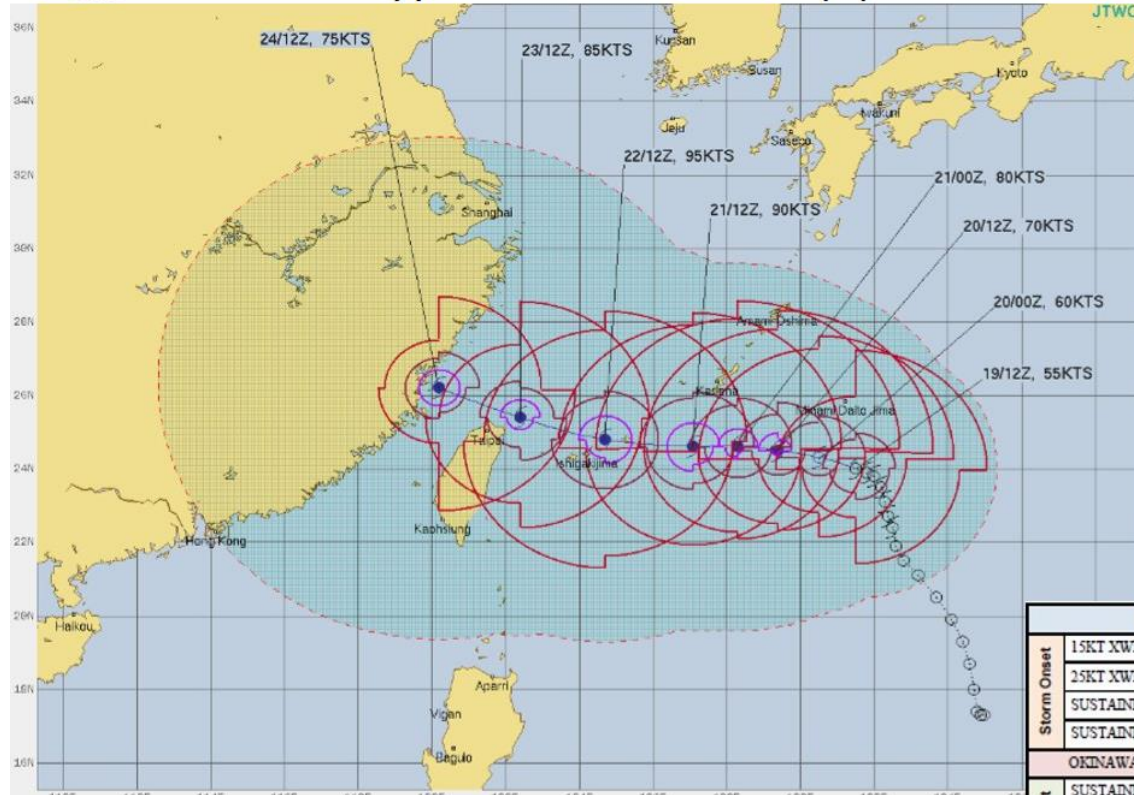 36N
JTWC
24/12Z, 75KTS
23/12Z, 85KTS
Kunsan
Busan
Kyoto
34N
Jeju
Iwakuni
Sasebo
22/12Z, 95KTS
32N
21/00Z, 80KTS
Shanghai
21/12Z, 90KTS
20/12Z, 70KTS
30N
20/00Z, 60KTS
28N
Amami Oshima
19/12Z, 55KTS
26N
Kadena
Minami Daito Jima
Taipei
24N
Ishigakijima
Kaohsiung
22N
Hong Kong
20N
Haikou
Storm Onset
15KT XW
25KT XW
SUSTAIN
SUSTAIN
18N
Aparri
Vigan
16N
Baguio
OKINAWA
SUSTAIN